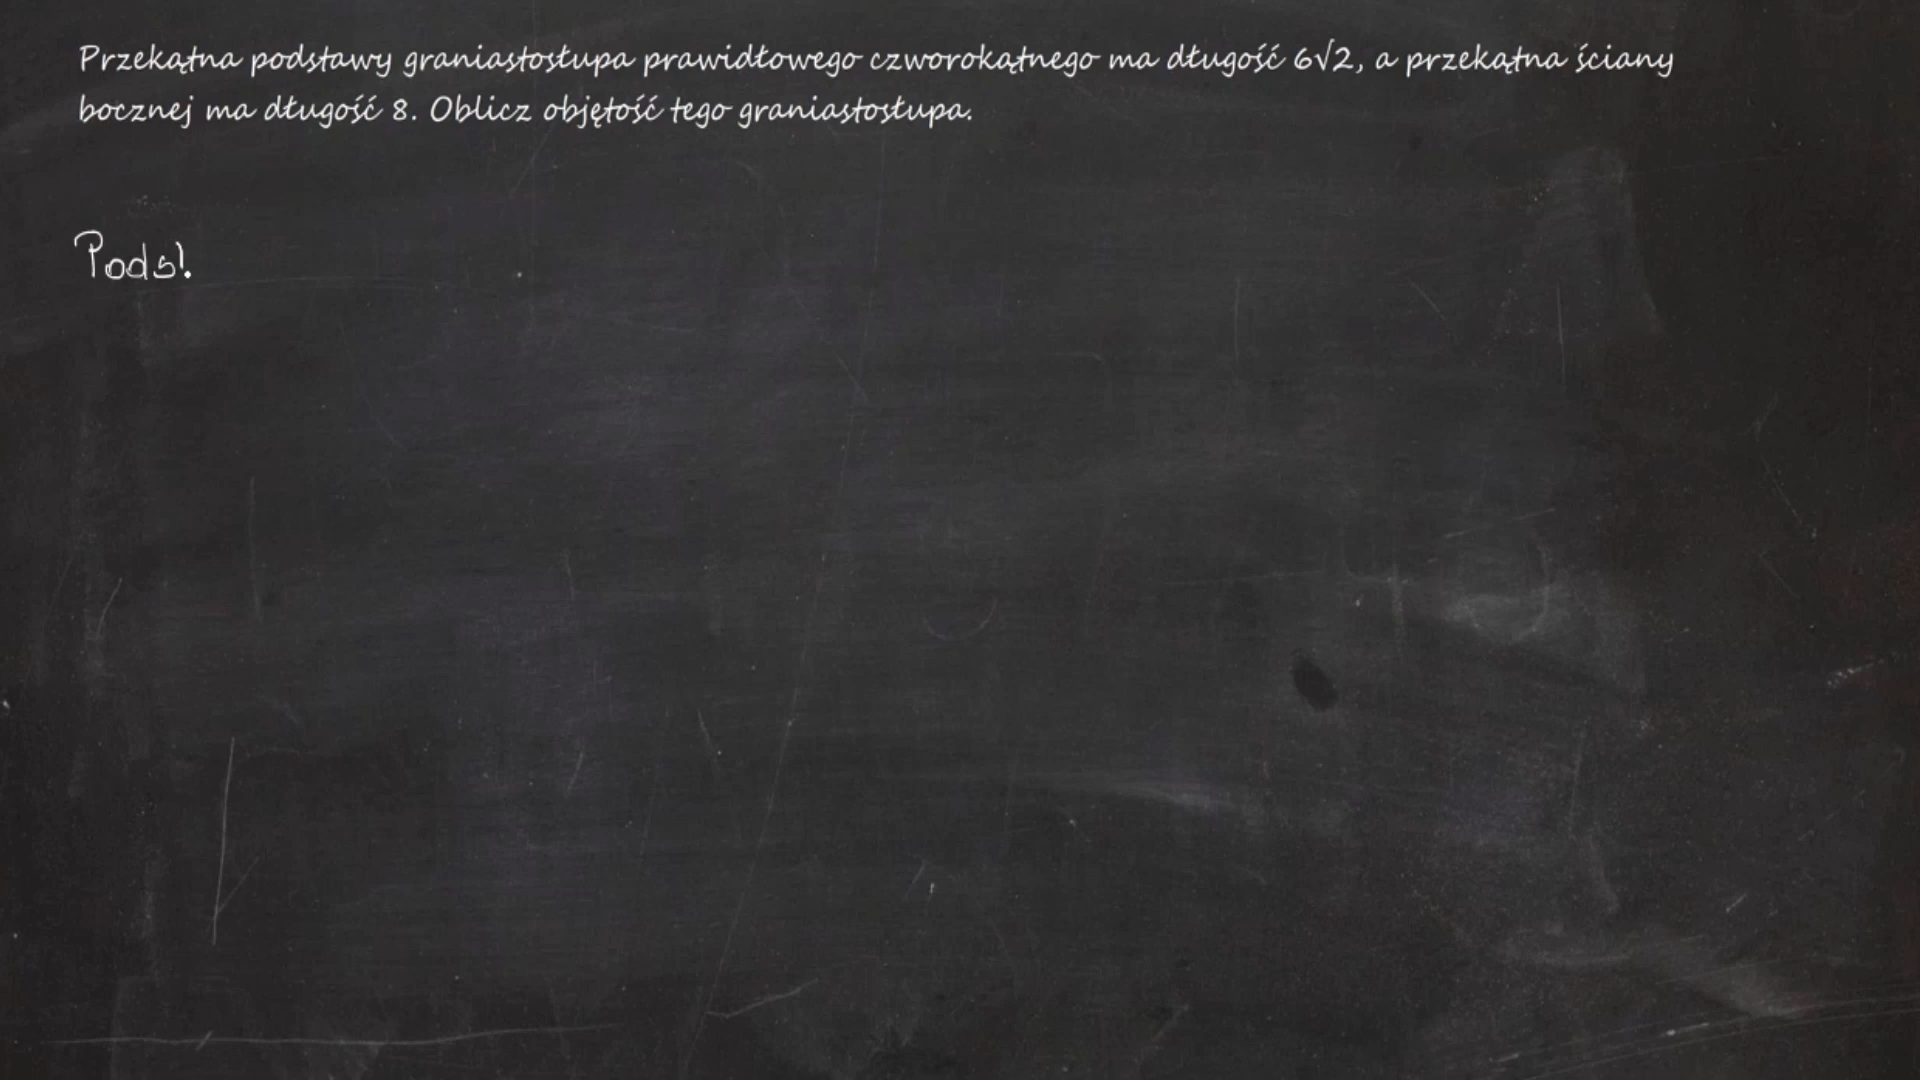 Przekątna podstawy graniastosłupa prawidłowego czworokątnego ma długość 6√2, a przekątna ściany
bocznej ma długość 8. Oblicz objętość tego graniastosłupa.
Pods\.